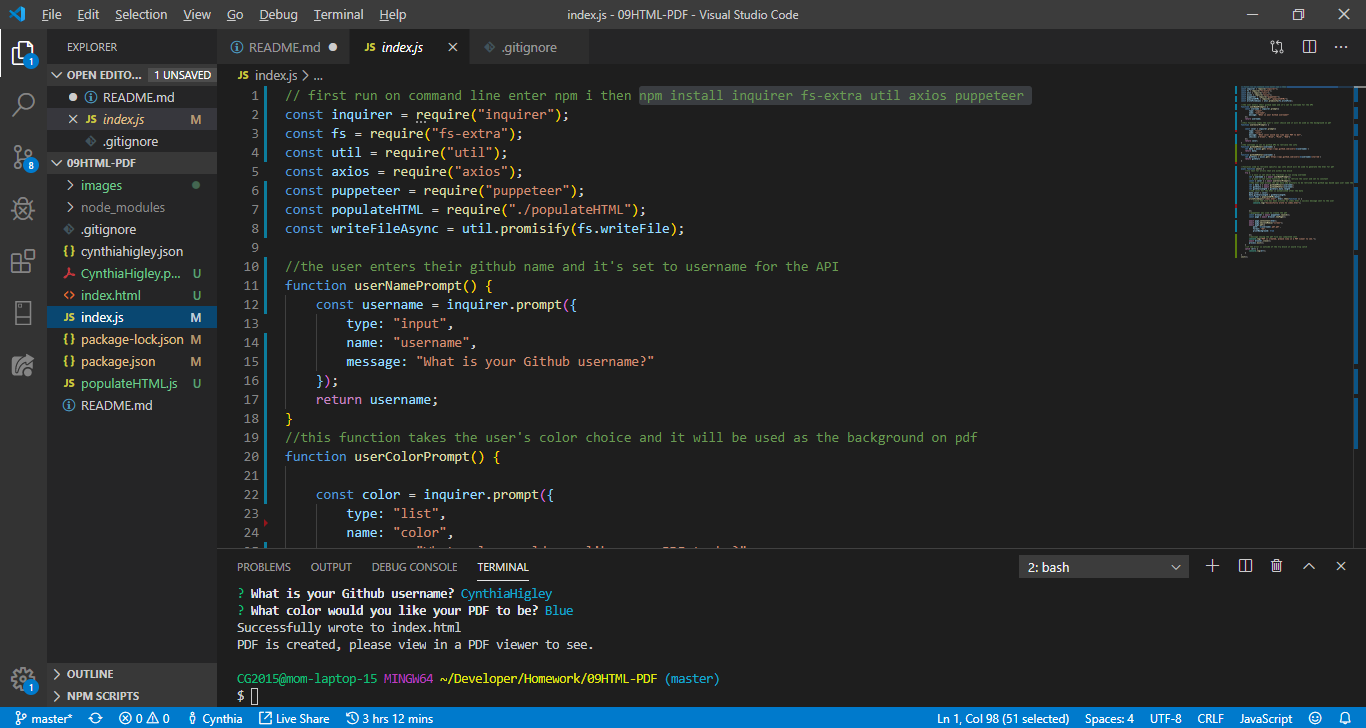 File Edit Selection View Go Debug Terminal Help index.js - 09HTML-PDF - Visual Studio Code
EXPLORER
OPEN EDITO... 1 UNSAVED
README.md
JS index.js M
.gitignore
09HTML-PDF
images
node_modules
.gitignore
{} cynthiahigley.json
CynthiaHigley.p... U
<> index.html U
JS index.js M
{} package-lock.json M
{} package.json M
JS populateHTML.js U
README.md
OUTLINE
NPM SCRIPTS
1
8
1
README.md
JS index.js
.gitignore
JS index.js > ...
1 // first run on command line enter npm i then npm install inquirer fs-extra util axios puppeteer
2 const inquirer = require("inquirer");
3 const fs = require("fs-extra");
4 const util = require("util");
5 const axios = require("axios");
6 const puppeteer = require("puppeteer");
7 const populateHTML = require("./populateHTML");
8 const writeFileAsync = util.promisify(fs.writeFile);
9
10 //the user enters their github name and it's set to username for the API
11 function userNamePrompt() {
12 const username = inquirer.prompt({
13 type: "input",
14 name: "username",
15 message: "What is your Github username?"
16 });
17 return username;
18 }
19 //this function takes the user's color choice and it will be used as the background on pdf
20 function userColorPrompt() {
21
22 const color = inquirer.prompt({
23 type: "list",
24 name: "color",
PROBLEMS OUTPUT DEBUG CONSOLE TERMINAL 2: bash
? What is your Github username? CynthiaHigley
? What color would you like your PDF to be? Blue
Successfully wrote to index.html
PDF is created, please view in a PDF viewer to see.
CG2015@mom-laptop-15 MINGW64 ~/Developer/Homework/09HTML-PDF (master)
$
master* 0 0 Cynthia Live Share 3 hrs 12 mins Ln 1, Col 98 (51 selected) Spaces: 4 UTF-8 CRLF JavaScript